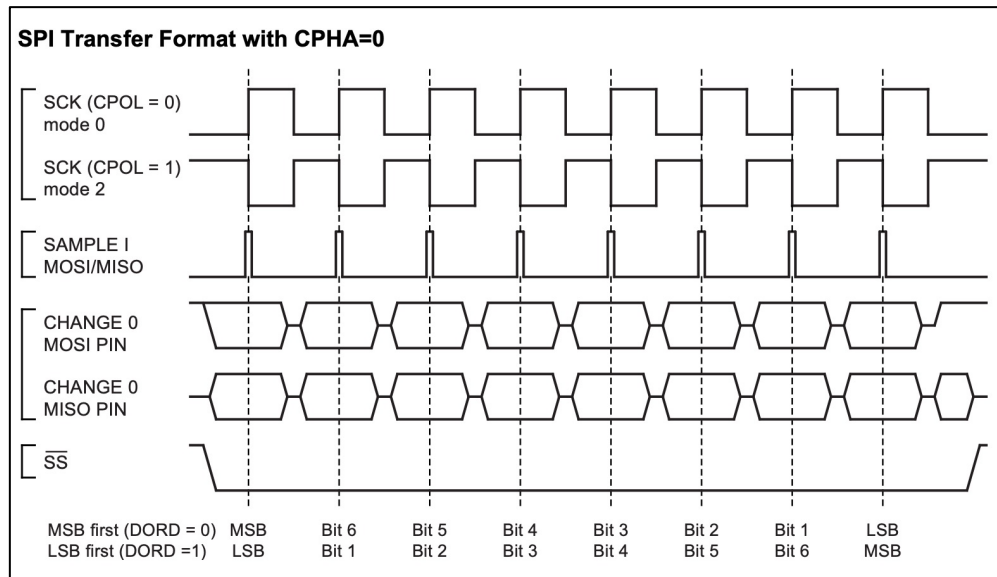 SPI Transfer Format with CPHA=0
SCK (CPOL = 0)
mode 0
SCK (CPOL = 1)
mode 2
SAMPLE I
MOSI/MISO
CHANGE 0
MOSI PIN
CHANGE 0
MISO PIN
SS
MSB first (DORD = 0) MSB Bit 6 Bit 5 Bit 4 Bit 3 Bit 2 Bit 1 LSB
LSB first (DORD =1) LSB Bit 1 Bit 2 Bit 3 Bit 4 Bit 5 Bit 6 MSB